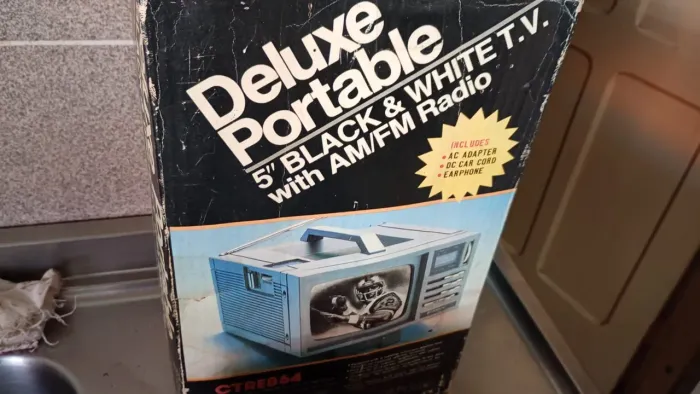 Deluxe
Portable
5" BLACK & WHITE T.V.
with AM/FM Radio
INCLUDES
• AC ADAPTER
• DC CAR CORD
• EARPHONE